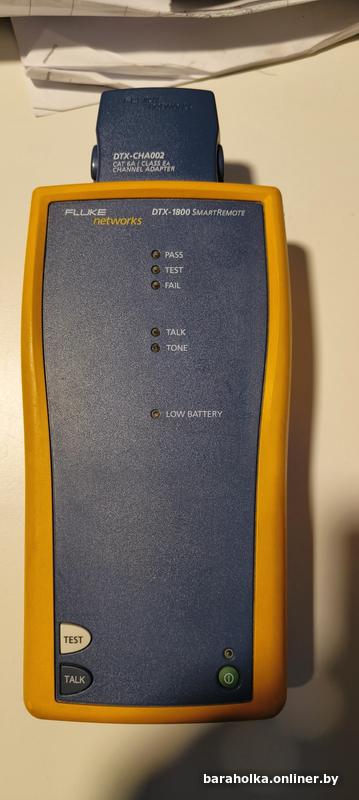 DTX-CHA002
CAT 6A / CLASS EA
CHANNEL ADAPTER
FLUKE
networks
DTX-1800 SMARTREMOTE
PASS
TEST
FAIL
TALK
TONE
LOW BATTERY
TEST
TALK
baraholka.onliner.by